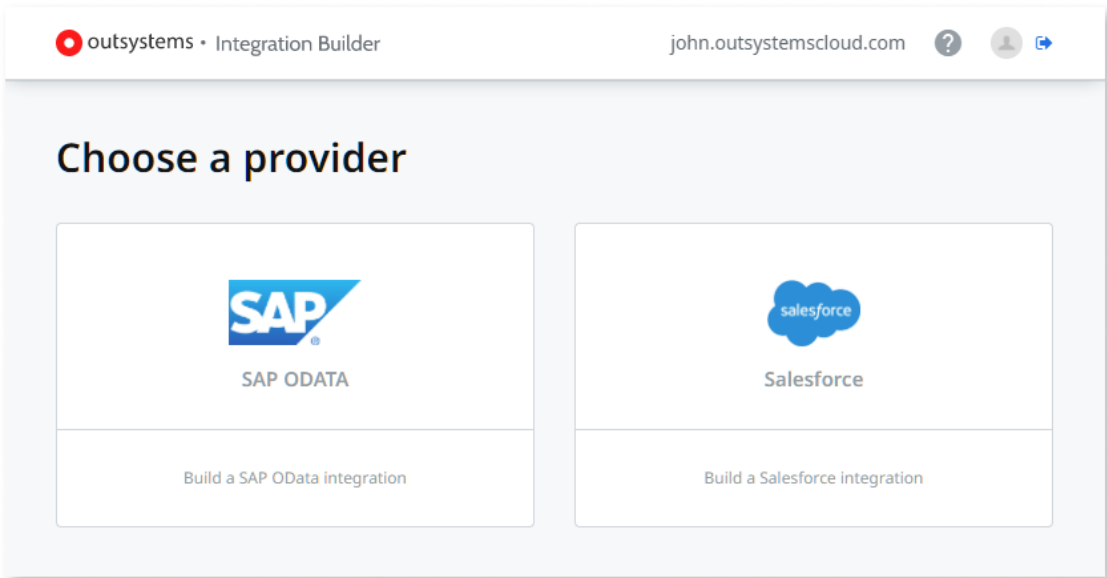 outsystems · Integration Builder
john.outsystemscloud.com
?
Choose a provider
SAP®
SAP ODATA
Build a SAP OData integration
salesforce
Salesforce
Build a Salesforce integration